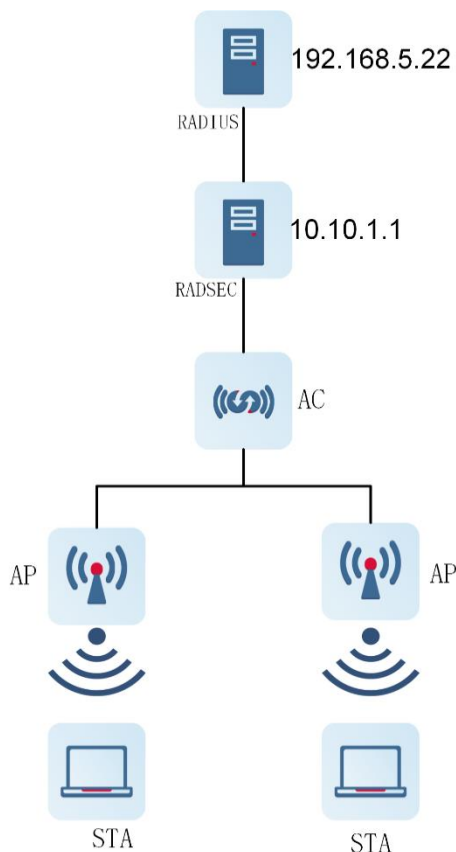 192.168.5.22
RADIUS
10.10.1.1
RADSEC
AC
AP
AP
STA
STA